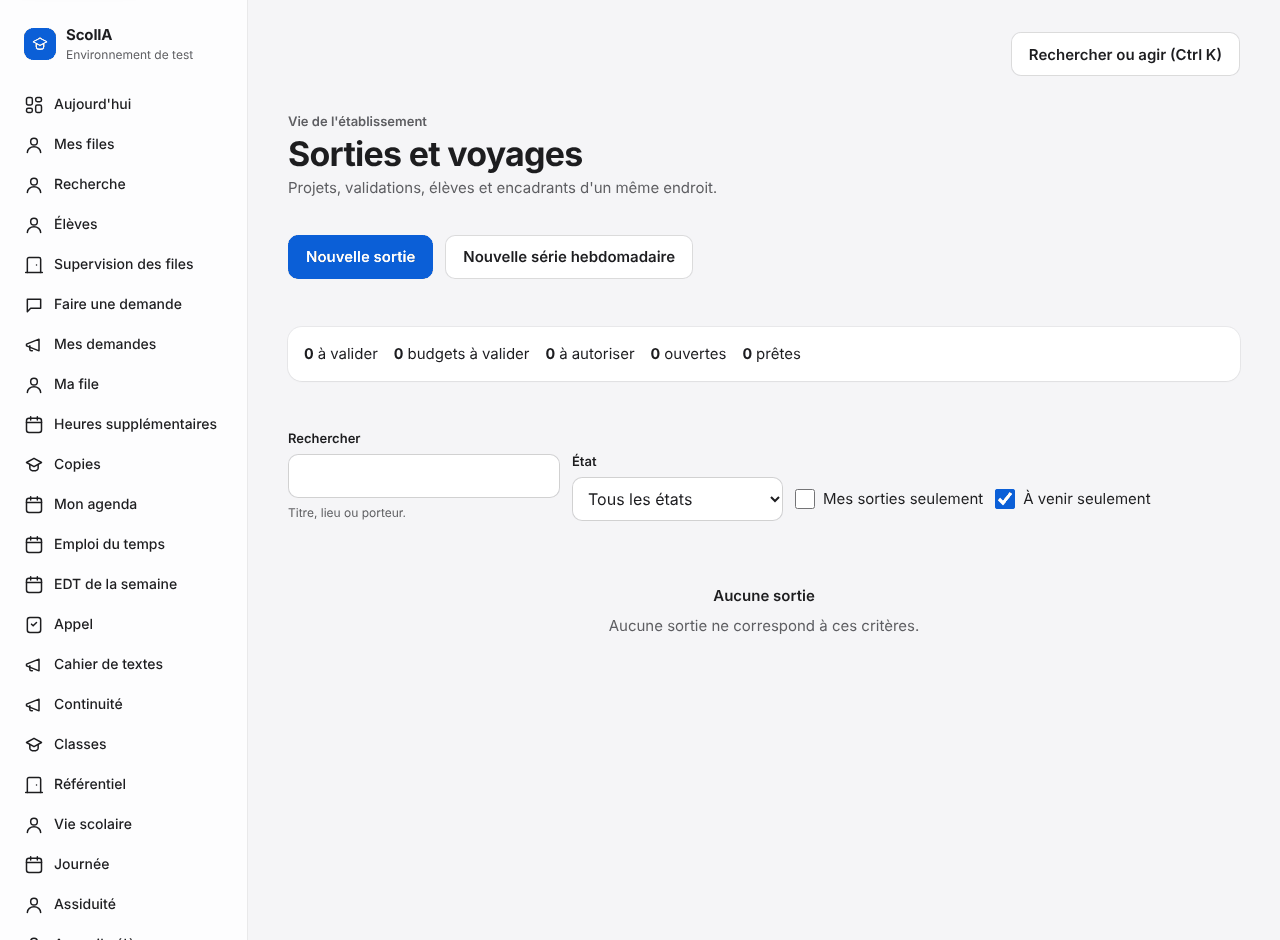 ScolIA
Environnement de test
Aujourd'hui
Mes files
Recherche
Élèves
Supervision des files
Faire une demande
Mes demandes
Ma file
Heures supplémentaires
Copies
Mon agenda
Emploi du temps
EDT de la semaine
Appel
Cahier de textes
Continuité
Classes
Référentiel
Vie scolaire
Journée
Assiduité
Rechercher ou agir (Ctrl K)
Vie de l'établissement
Sorties et voyages
Projets, validations, élèves et encadrants d'un même endroit.
Nouvelle sortie
Nouvelle série hebdomadaire
0 à valider 0 budgets à valider 0 à autoriser 0 ouvertes 0 prêtes
Rechercher
Titre, lieu ou porteur.
État
Tous les états
Mes sorties seulement
À venir seulement
Aucune sortie
Aucune sortie ne correspond à ces critères.